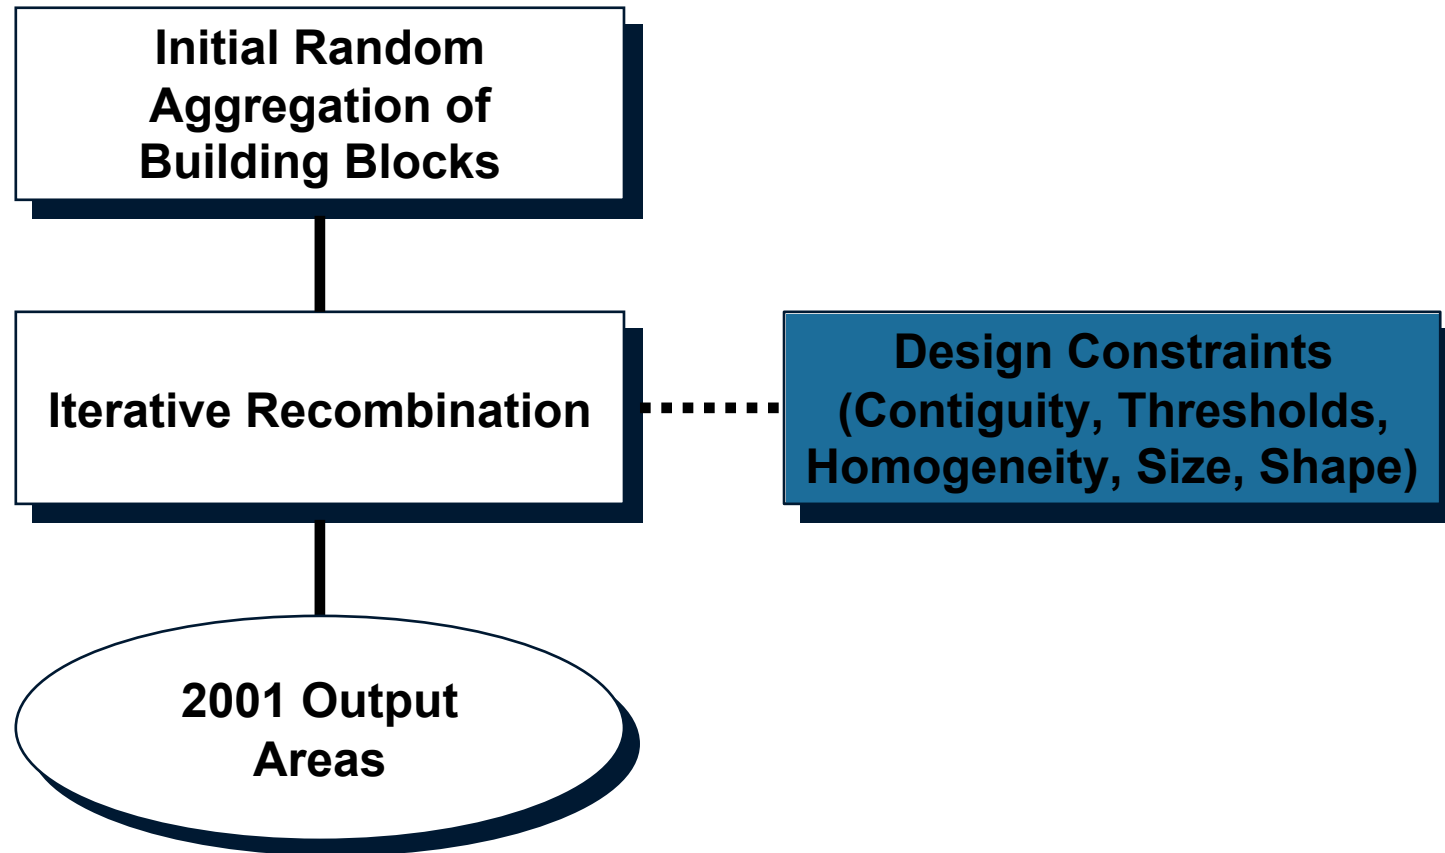 Initial Random
Aggregation of
Building Blocks
Iterative Recombination
Design Constraints
(Contiguity, Thresholds,
Homogeneity, Size, Shape)
2001 Output
Areas